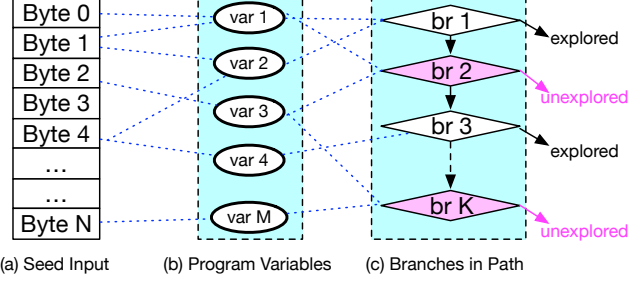 Byte 0
Byte 1
Byte 2
Byte 3
Byte 4
...
...
Byte N
var 1
var 2
var 3
var 4
var M
br 1
explored
br 2
unexplored
br 3
explored
br K
unexplored
(a) Seed Input
(b) Program Variables
(c) Branches in Path